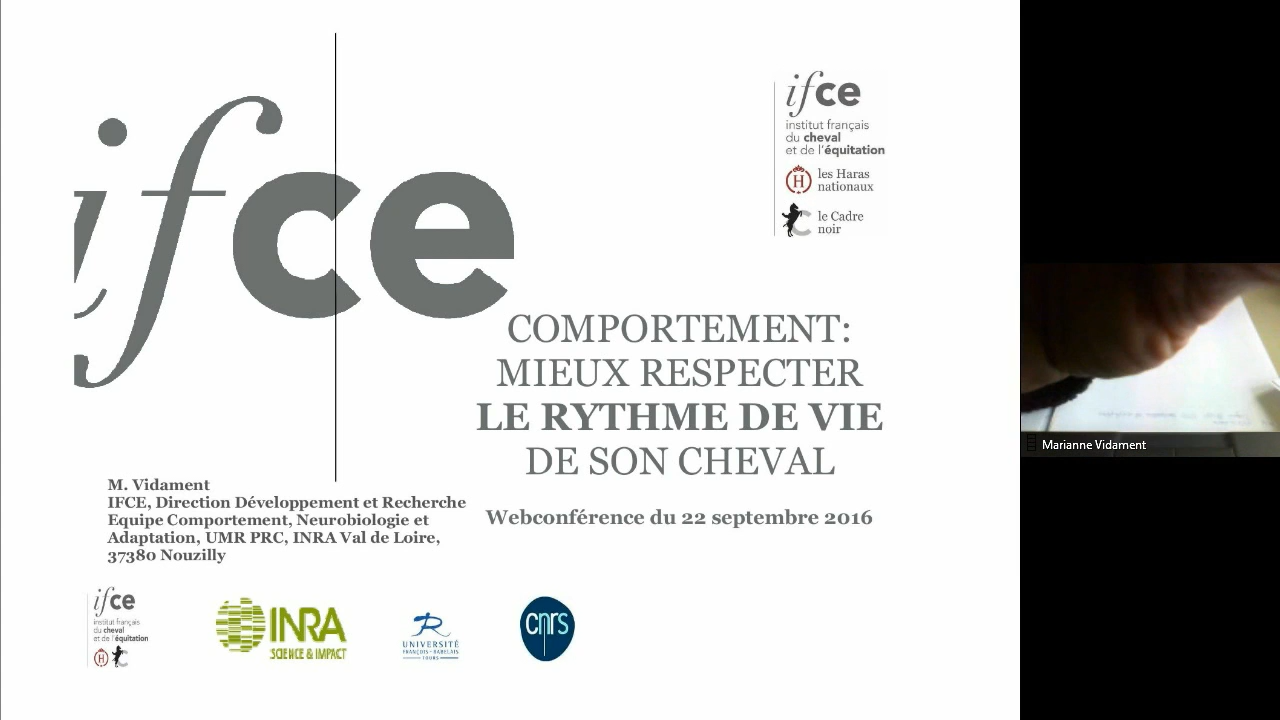 ifce
ifce
institut français
du cheval
et de l'équitation
H
les Haras
nationaux
le Cadre
noir
COMPORTEMENT:
MIEUX RESPECTER
LE RYTHME DE VIE
DE SON CHEVAL
M. Vidament
IFCE, Direction Développement et Recherche
Equipe Comportement, Neurobiologie et
Adaptation, UMR PRC, INRA Val de Loire,
37380 Nouzilly
Webconférence du 22 septembre 2016
Marianne Vidament
ifce
institut français
du cheval
et de l'équitation
H
INRA
SCIENCE & IMPACT
UNIVERSITÉ
FRANÇOIS - RABELAIS
TOURS
cnrs